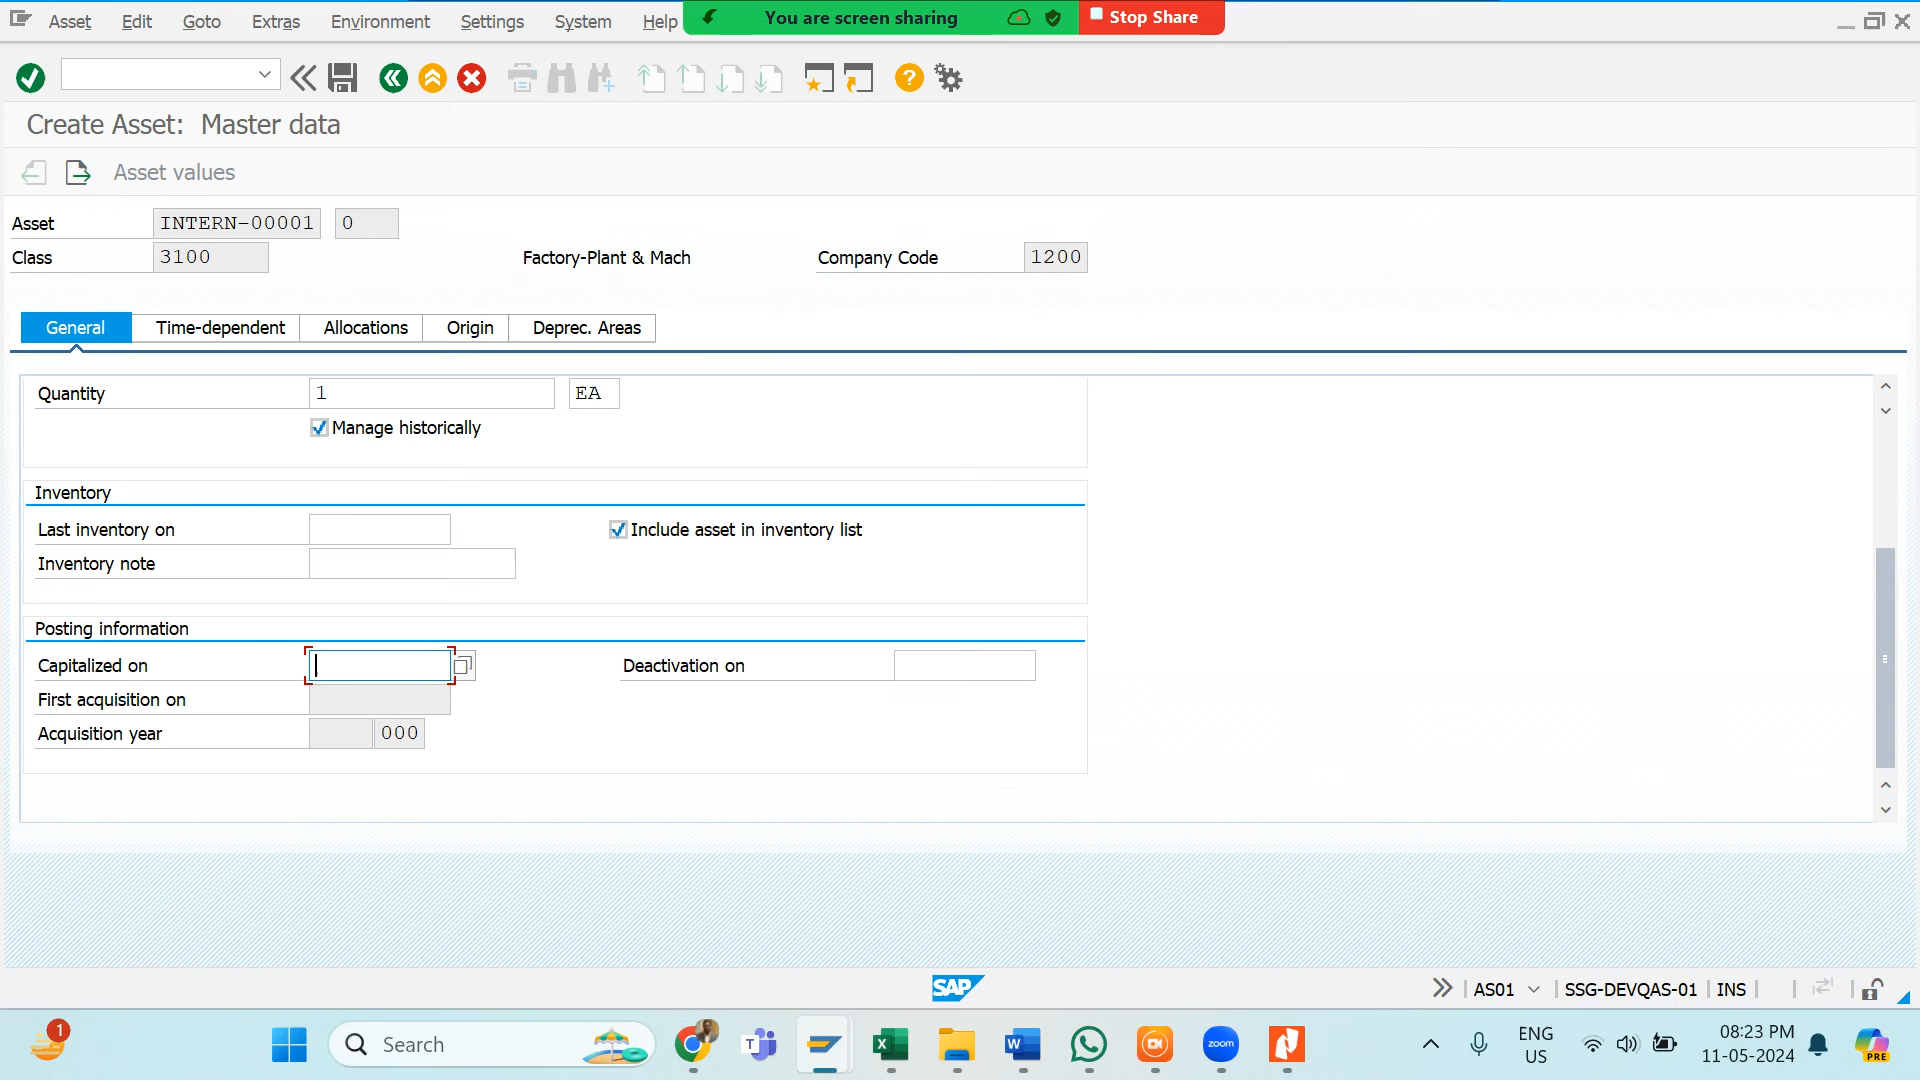 Asset Edit Goto Extras Environment Settings System Help
You are screen sharing
Stop Share
Create Asset: Master data
Asset values
Asset INTERN-00001 0
Class 3100 Factory-Plant & Mach Company Code 1200
General Time-dependent Allocations Origin Deprec. Areas
Quantity 1 EA
Manage historically
Inventory
Last inventory on Include asset in inventory list
Inventory note
Posting information
Capitalized on Deactivation on
First acquisition on
Acquisition year 000
SAP AS01 SSG-DEVQAS-01 INS
1
Search
T
X
W
zoom
ENG
US
08:23 PM
11-05-2024
PRE